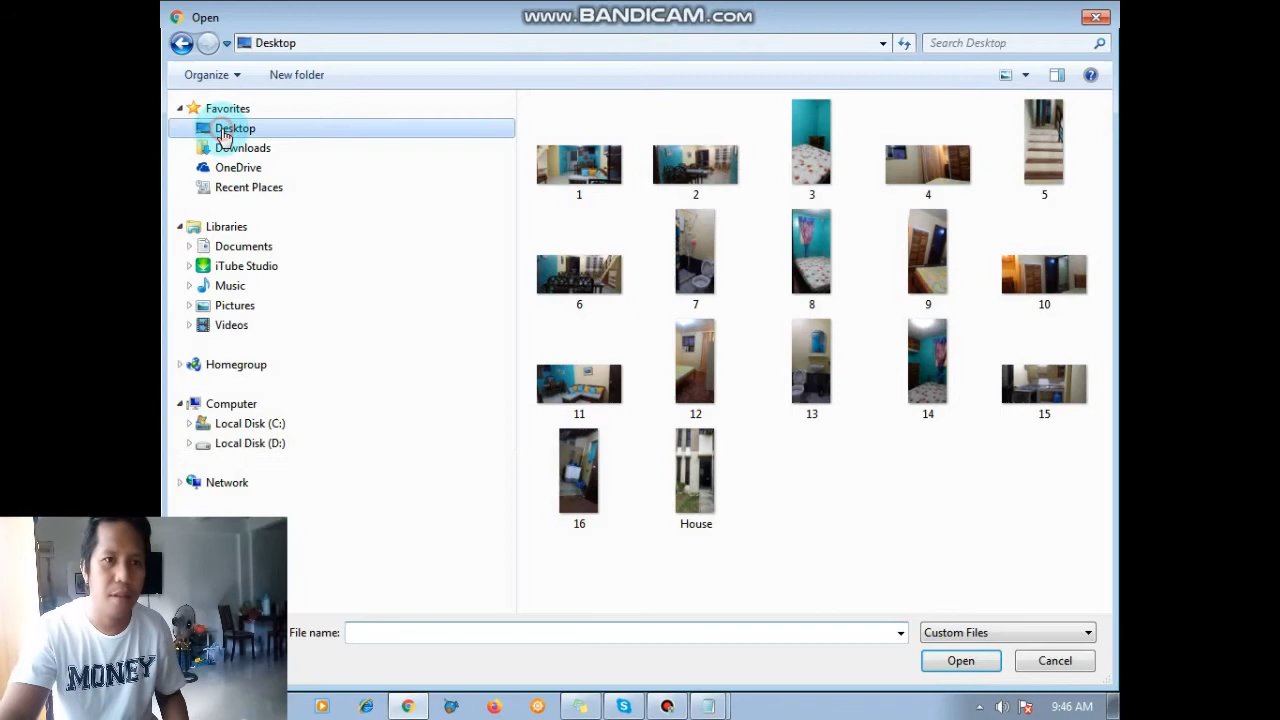 Open
www.BANDICAM.com
Desktop
Search Desktop
Organize
New folder
Favorites
Desktop
Downloads
OneDrive
Recent Places
Libraries
Documents
iTube Studio
Music
Pictures
Videos
Homegroup
Computer
Local Disk (C:)
Local Disk (D:)
Network
1
2
3
4
5
6
7
8
9
10
11
12
13
14
15
16
House
File name:
Custom Files
Open
Cancel
MONEY
9:46 AM